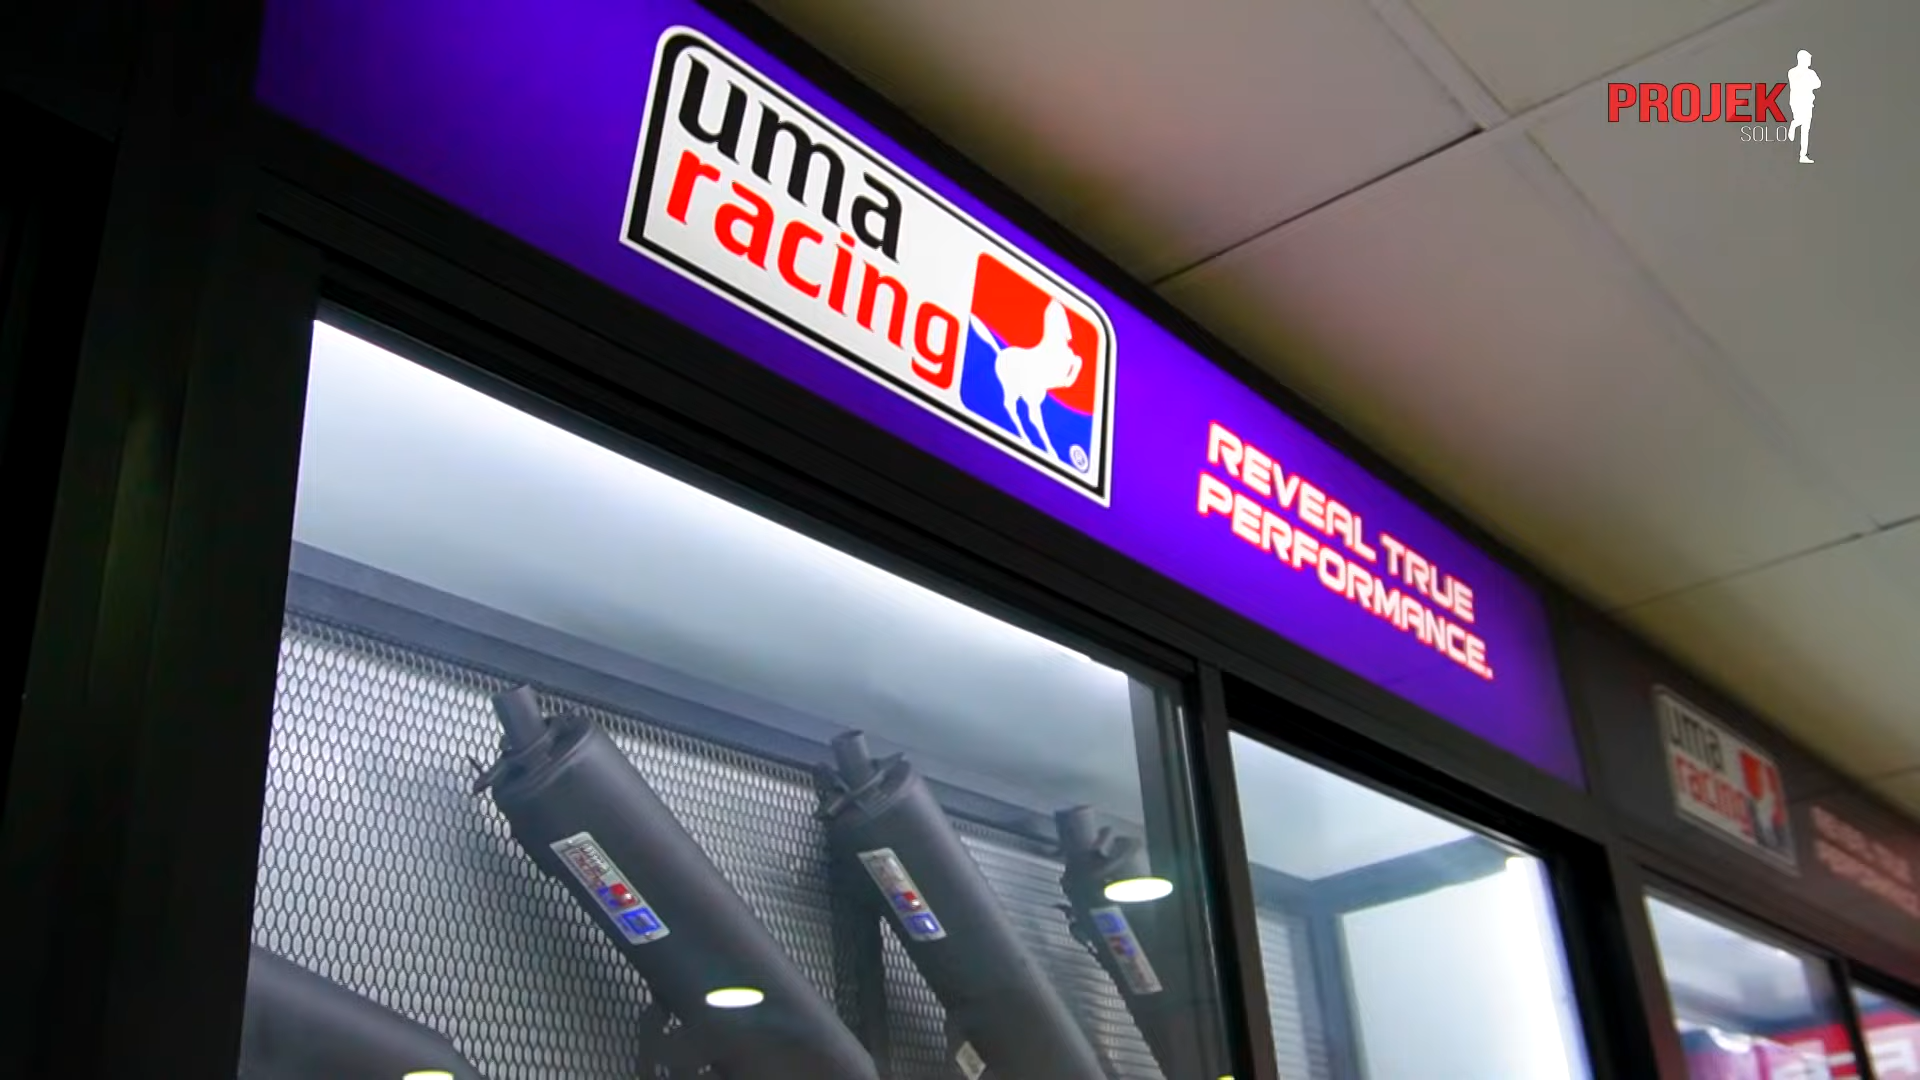 uma
racing
®
REVEAL TRUE
PERFORMANCE.
PROJEK
SOLO
uma
racing